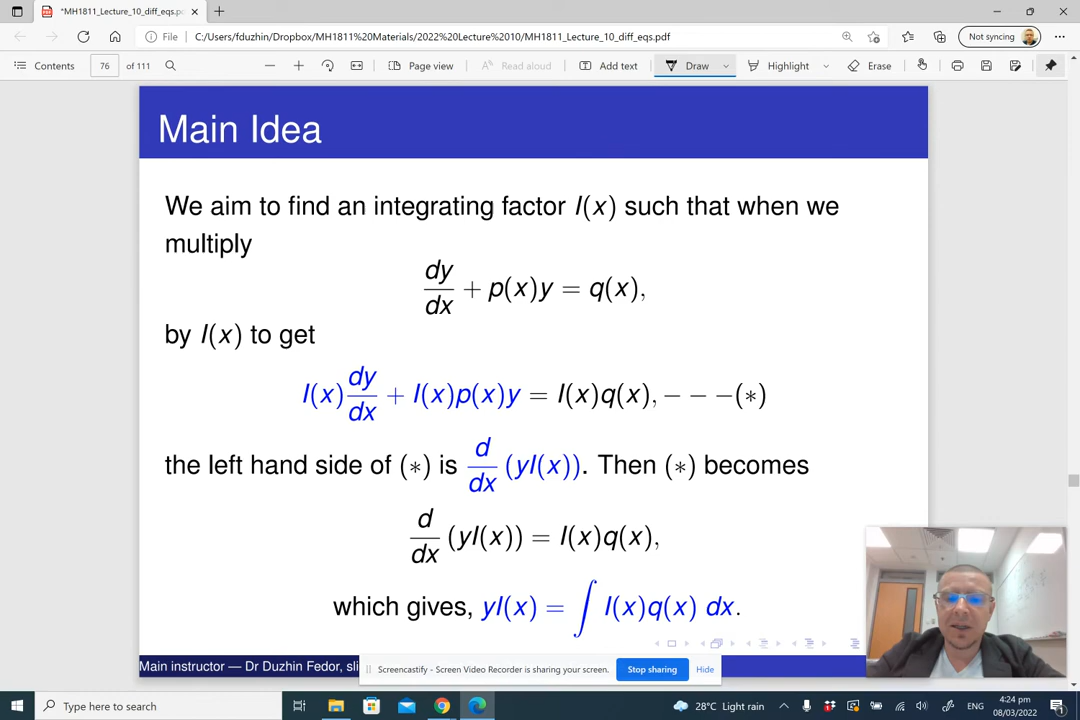 *MH1811_Lecture_10_diff_eqs.p
File
C:/Users/fduzhin/Dropbox/MH1811%20Materials/2022%20Lecture%2010/MH1811_Lecture_10_diff_eqs.pdf
Not syncing
Contents
76 of 111
Page view
Read aloud
Add text
Draw
Highlight
Erase
Main Idea
We aim to find an integrating factor I(x) such that when we
multiply
dy/dx + p(x)y = q(x),
by I(x) to get
I(x) dy/dx + I(x)p(x)y = I(x)q(x), − − −(∗)
the left hand side of (∗) is d/dx (yI(x)). Then (∗) becomes
d/dx (yI(x)) = I(x)q(x),
which gives, yI(x) = ∫ I(x)q(x) dx.
Main instructor — Dr Duzhin Fedor, sli
Screencastify - Screen Video Recorder is sharing your screen.
Stop sharing
Hide
Type here to search
28°C Light rain
ENG
4:24 pm
08/03/2022